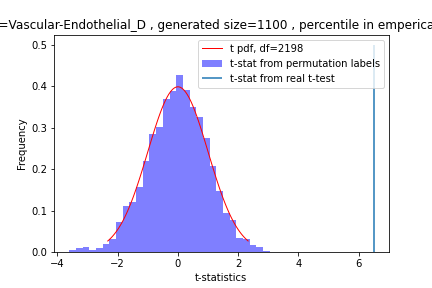 =Vascular-Endothelial_D , generated size=1100 , percentile in emperica
t pdf, df=2198
t-stat from permutation labels
t-stat from real t-test
0.5
0.4
0.3
0.2
0.1
0.0
Frequency
−4
−2
0
2
4
6
t-statistics